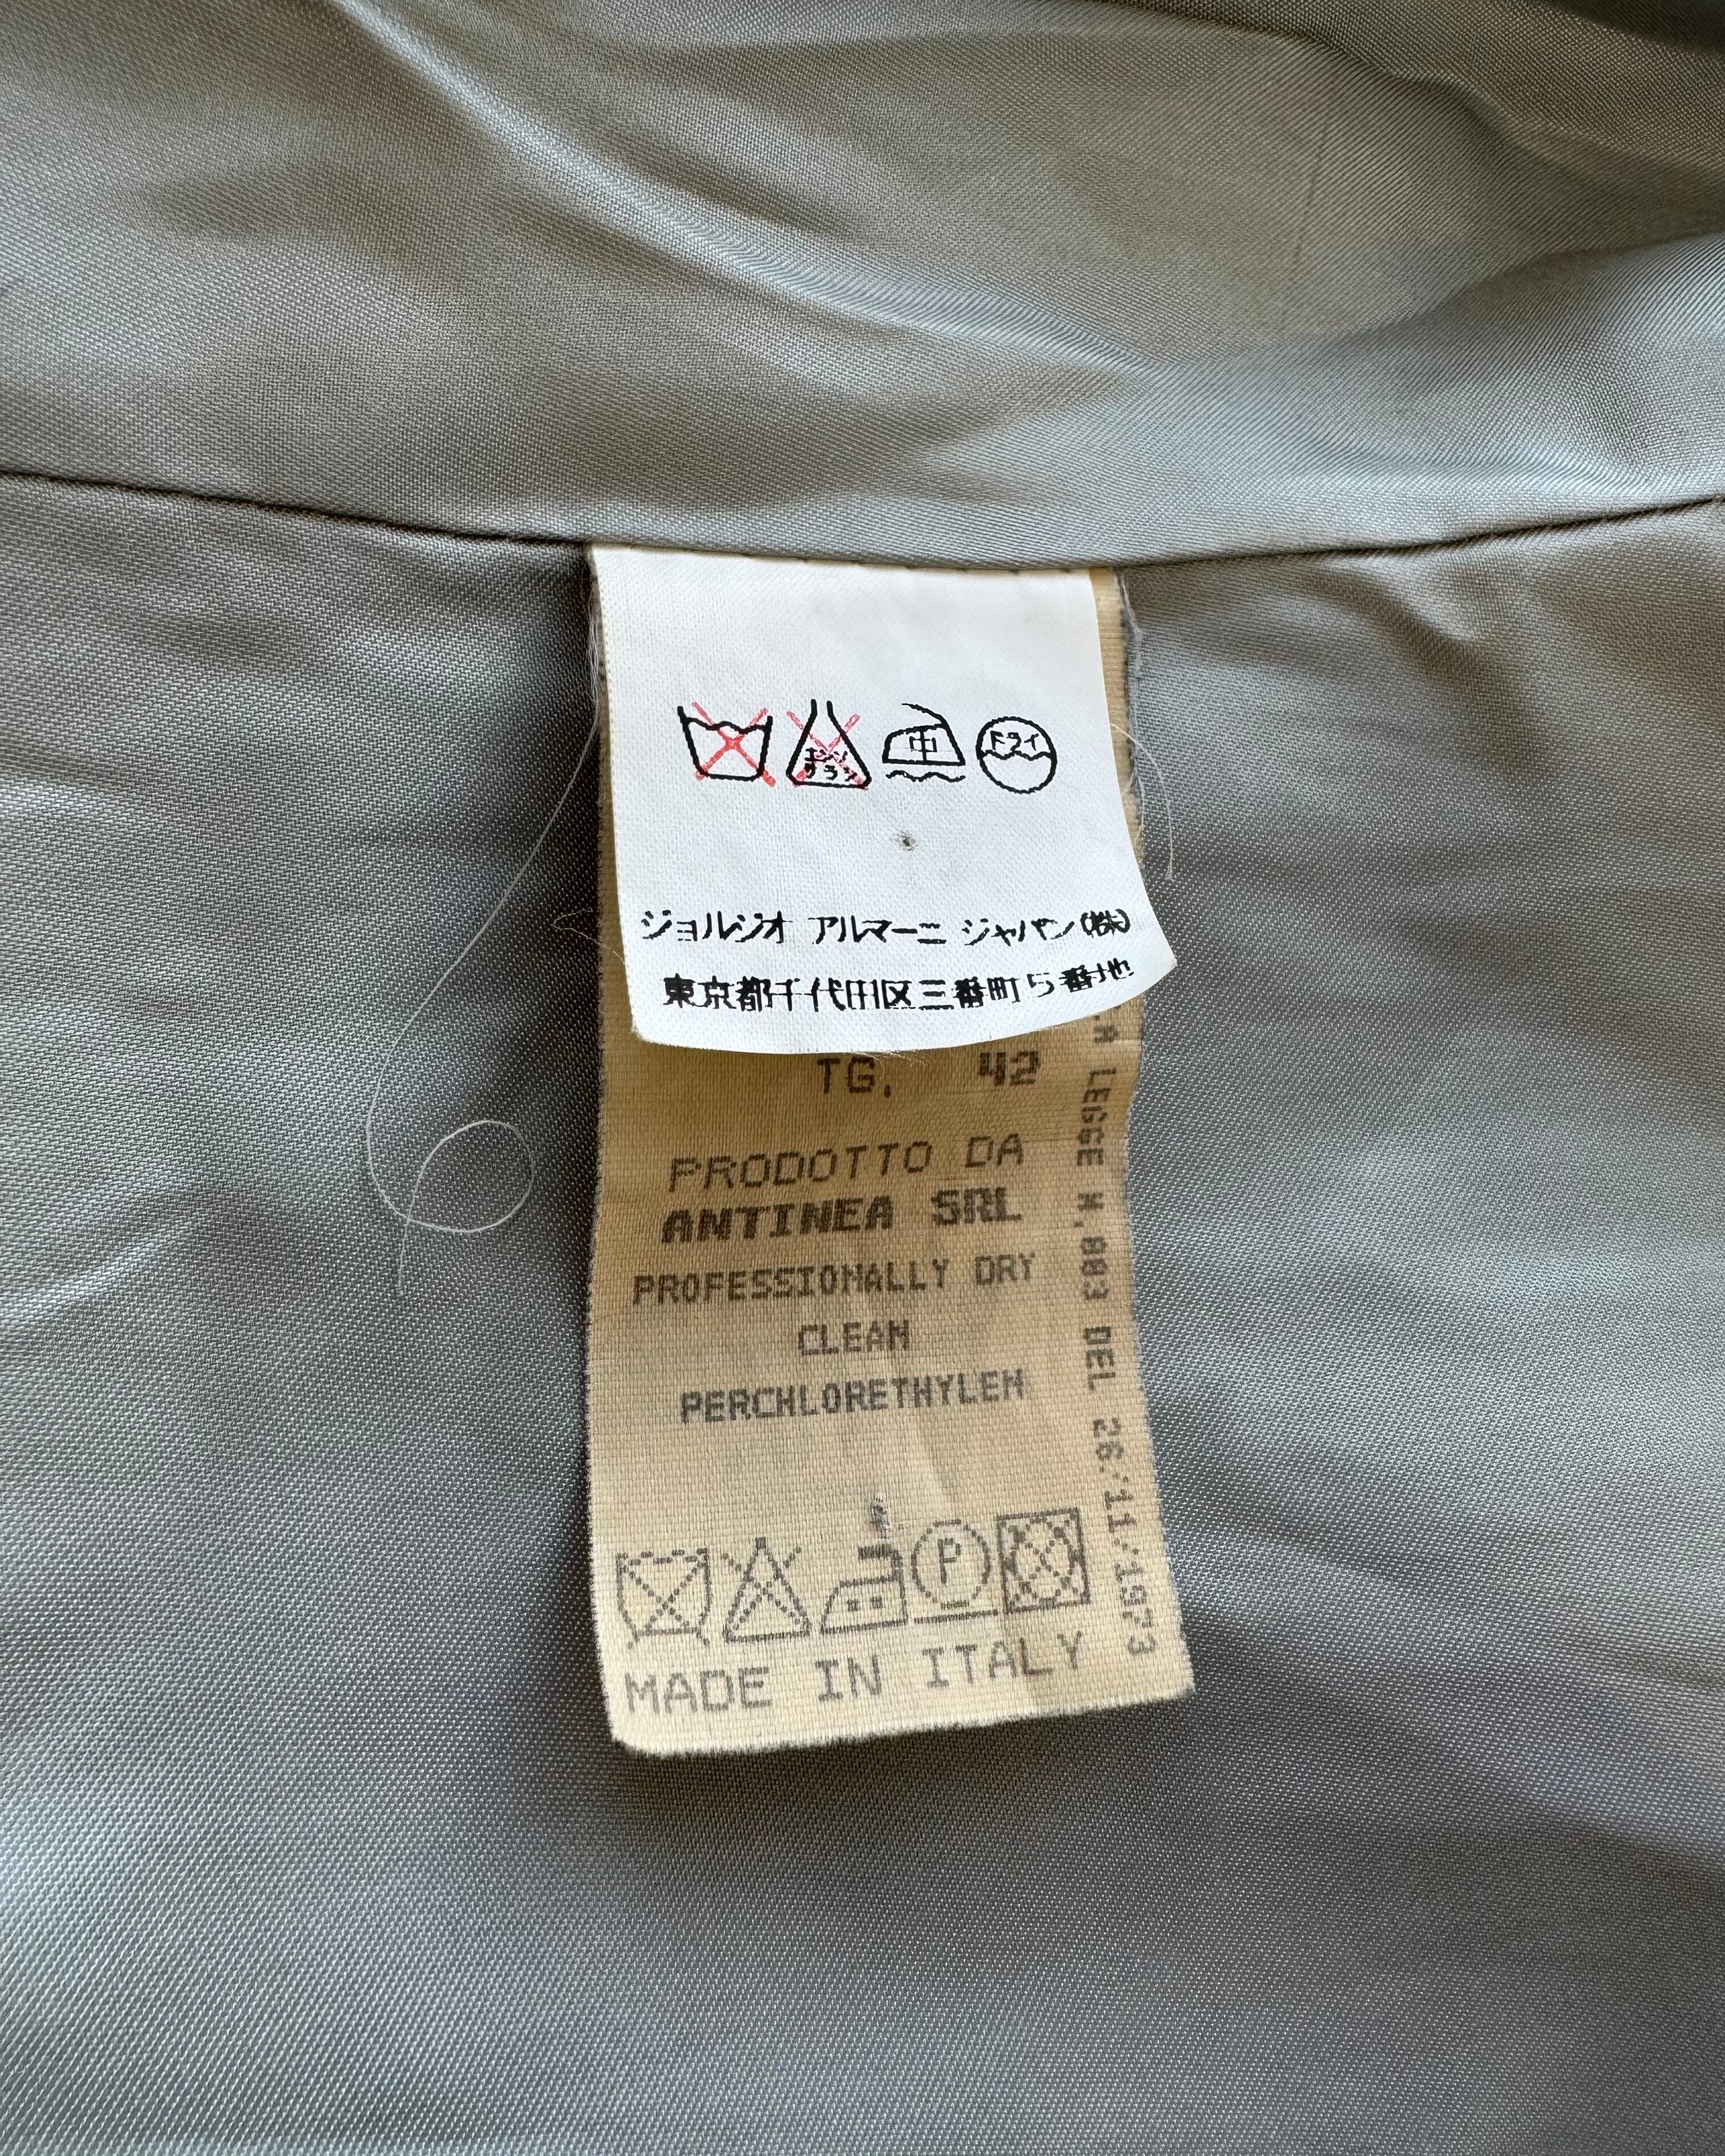 中
ドライ
ジョルジオ アルマーニ ジャパン(株)
東京都千代田区三番町5番地
TG. 42
PRODOTTO DA
ANTINEA SRL
PROFESSIONALLY DRY
CLEAN
PERCHLORETHYLEN
P
MADE IN ITALY
LEGGE N.883 DEL 26/11/1973